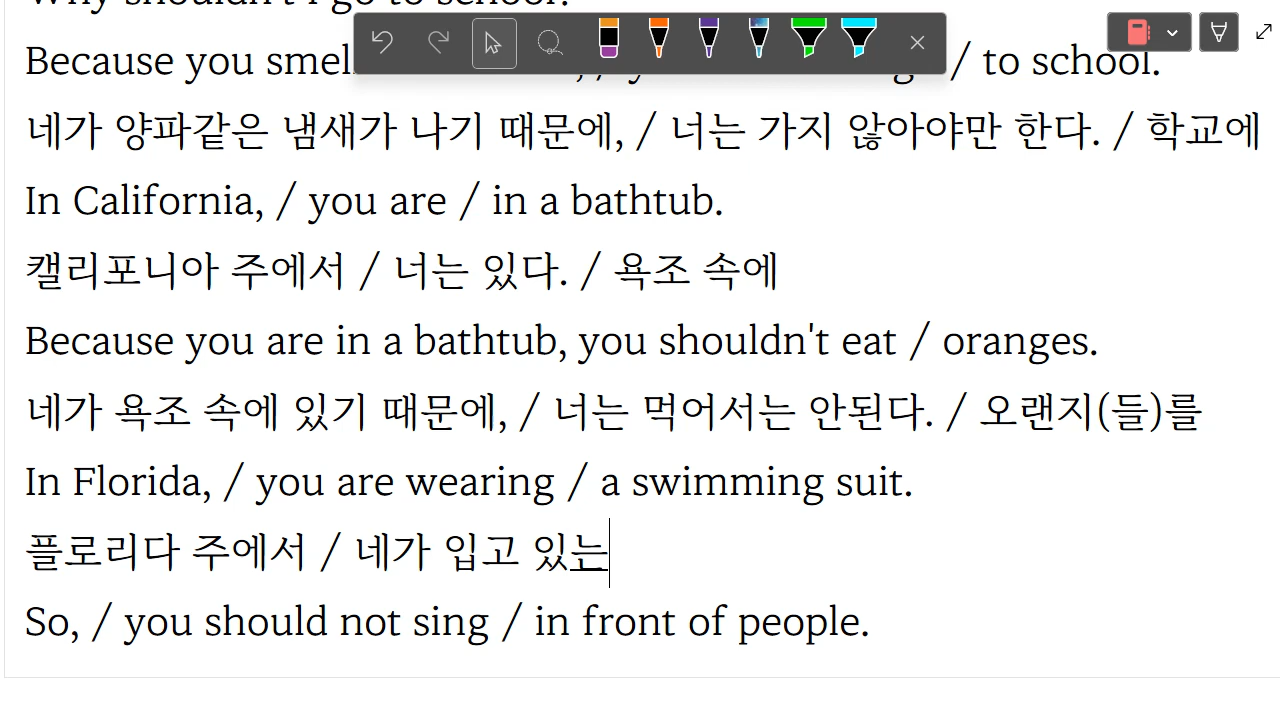 Why shouldn't I go to school?
Because you smell / to school.
네가 양파같은 냄새가 나기 때문에, / 너는 가지 않아야만 한다. / 학교에
In California, / you are / in a bathtub.
캘리포니아 주에서 / 너는 있다. / 욕조 속에
Because you are in a bathtub, you shouldn't eat / oranges.
네가 욕조 속에 있기 때문에, / 너는 먹어서는 안된다. / 오랜지(들)를
In Florida, / you are wearing / a swimming suit.
플로리다 주에서 / 네가 입고 있는
So, / you should not sing / in front of people.